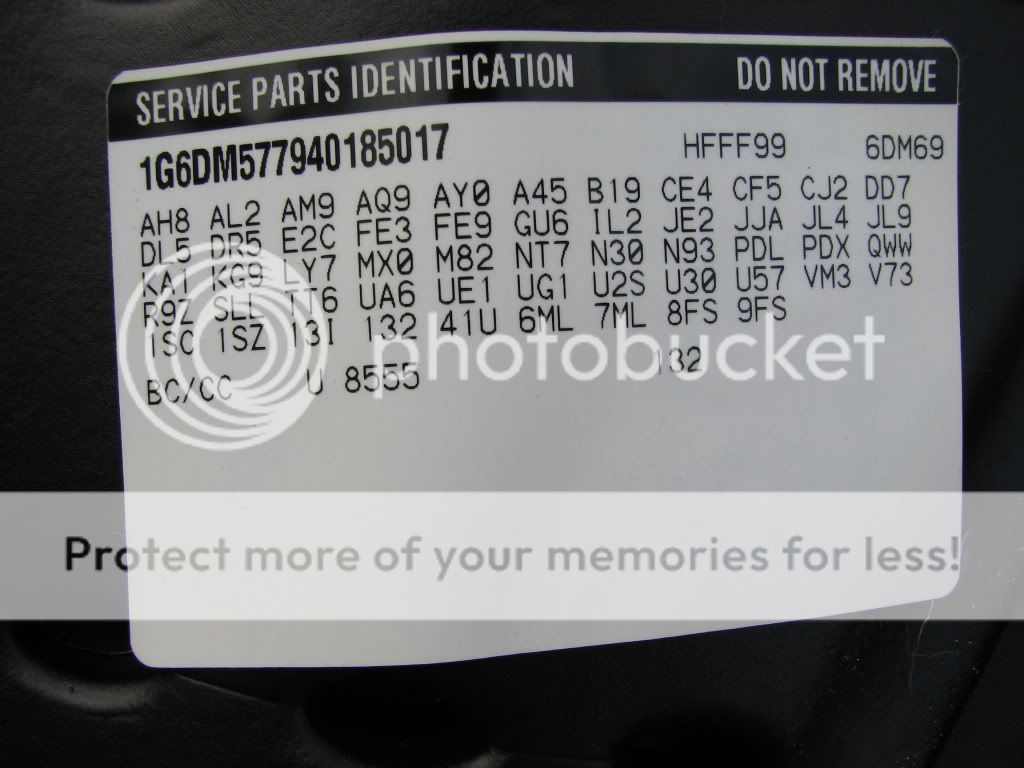 SERVICE PARTS IDENTIFICATION DO NOT REMOVE
1G6DM577940185017 HFFF99 6DM69
AH8 AL2 AM9 AQ9 AY0 A45 B19 CE4 CF5 CJ2 DD7
DL5 DR5 E2C FE3 FE9 GU6 IL2 JE2 JJA JL4 JL9
KA1 KG9 LY7 MX0 M82 NT7 N30 N93 PDL PDX QWW
R9Z SLL TT6 UA6 UE1 UG1 U2S U30 U57 VM3 V73
1SC 1SZ 13I 132 41U 6ML 7ML 8FS 9FS
BC/CC U 8555 132
photobucket
Protect more of your memories for less!